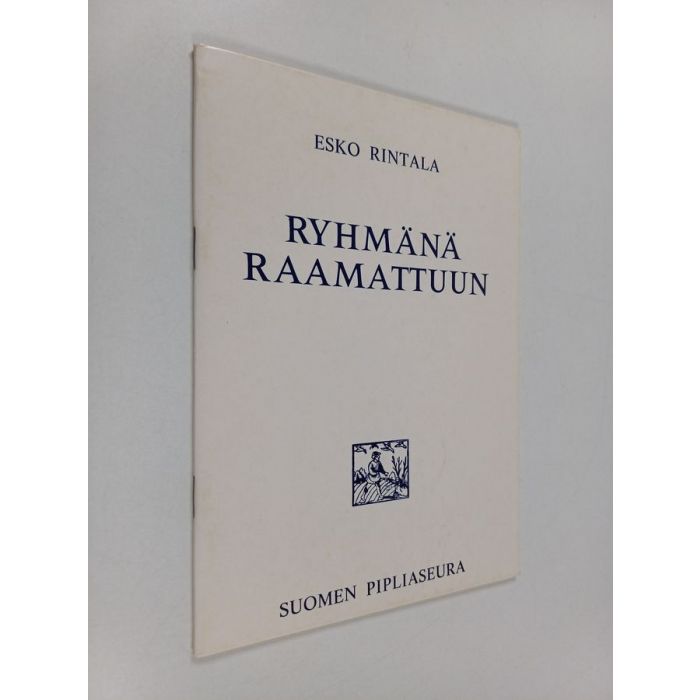 ESKO RINTALA
RYHMÄNÄ
RAAMATTUUN
SUOMEN PIPLIASEURA